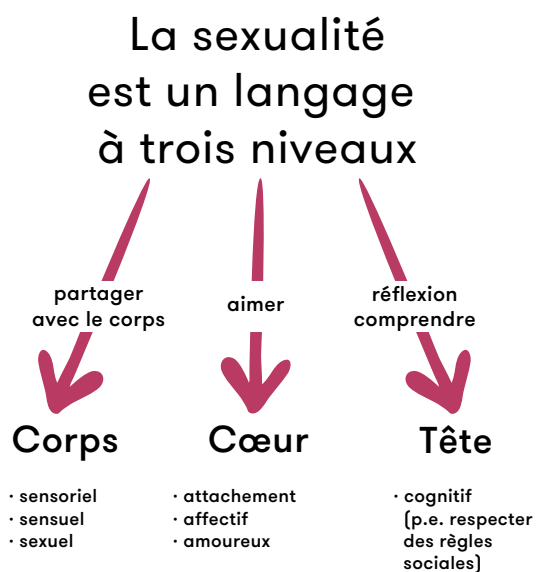 La sexualité
est un langage
à trois niveaux
partager
avec le corps
aimer
réflexion
comprendre
Corps
· sensoriel
· sensuel
· sexuel
Cœur
· attachement
· affectif
· amoureux
Tête
· cognitif
(p.e. respecter
des règles
sociales)